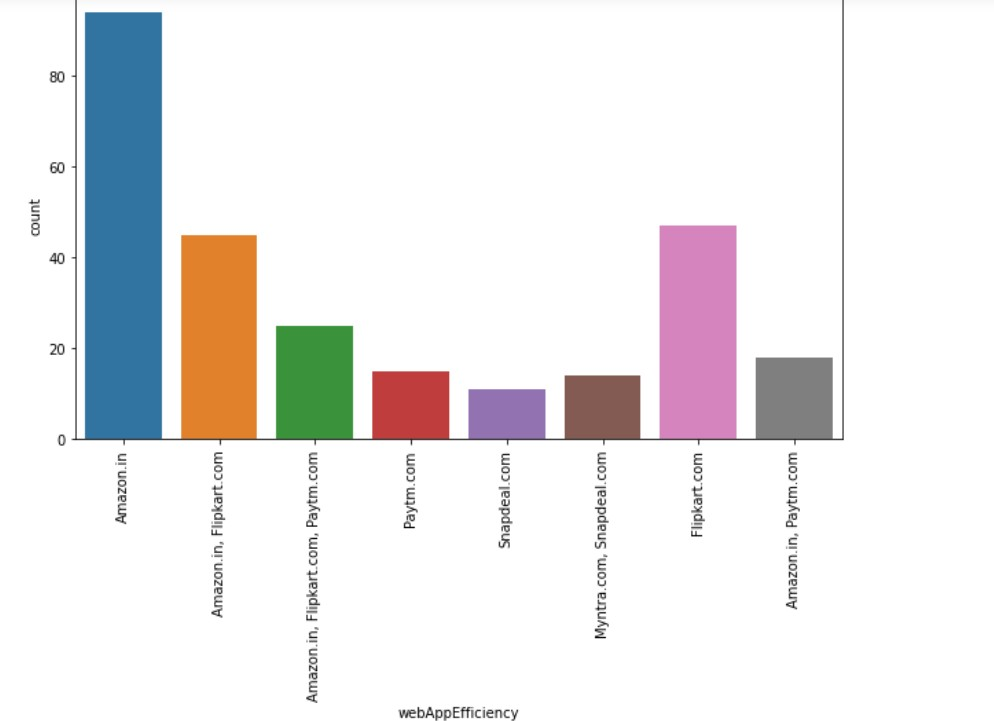 80
60
40
20
0
count
Amazon.in
Amazon.in, Flipkart.com
Amazon.in, Flipkart.com, Paytm.com
Paytm.com
Snapdeal.com
Myntra.com, Snapdeal.com
Flipkart.com
Amazon.in, Paytm.com
webAppEfficiency